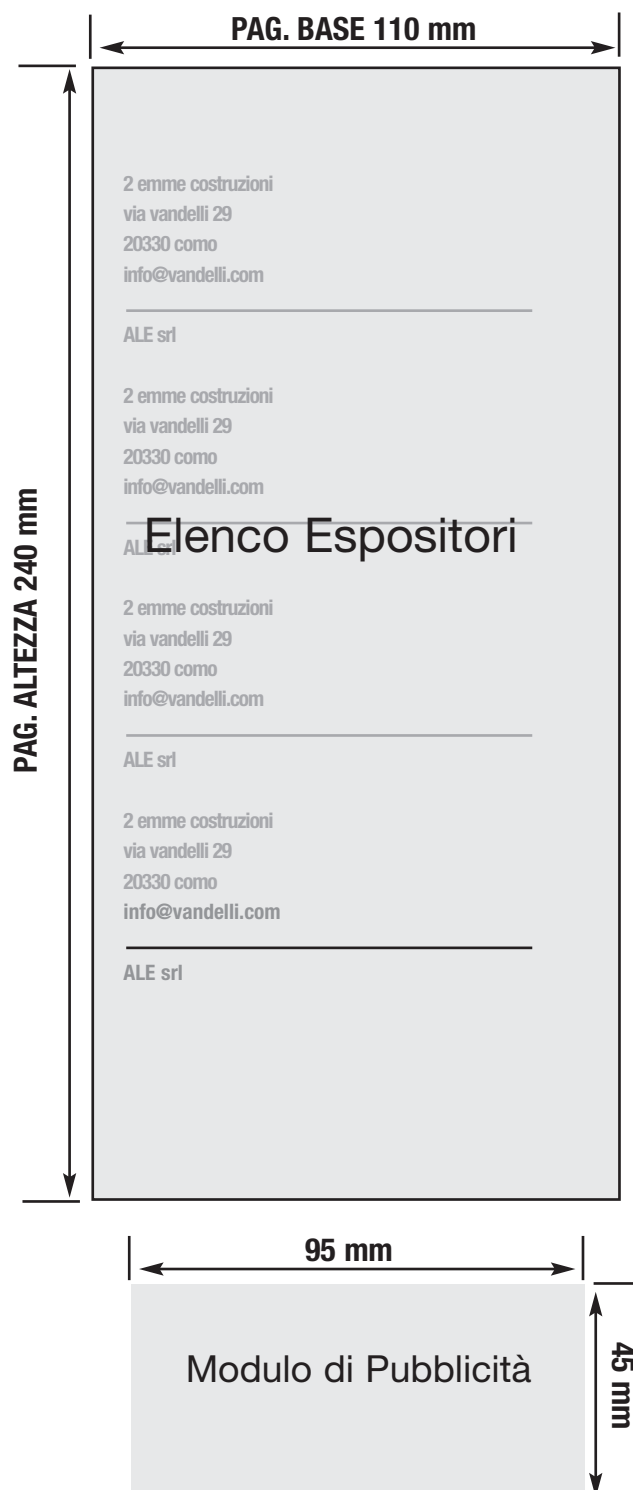 PAG. BASE 110 mm
PAG. ALTEZZA 240 mm
2 emme costruzioni
via vandelli 29
20330 como
info@vandelli.com
ALE srl
2 emme costruzioni
via vandelli 29
20330 como
info@vandelli.com
Elenco Espositori
ALE srl
2 emme costruzioni
via vandelli 29
20330 como
info@vandelli.com
ALE srl
2 emme costruzioni
via vandelli 29
20330 como
info@vandelli.com
ALE srl
95 mm
Modulo di Pubblicità
45 mm